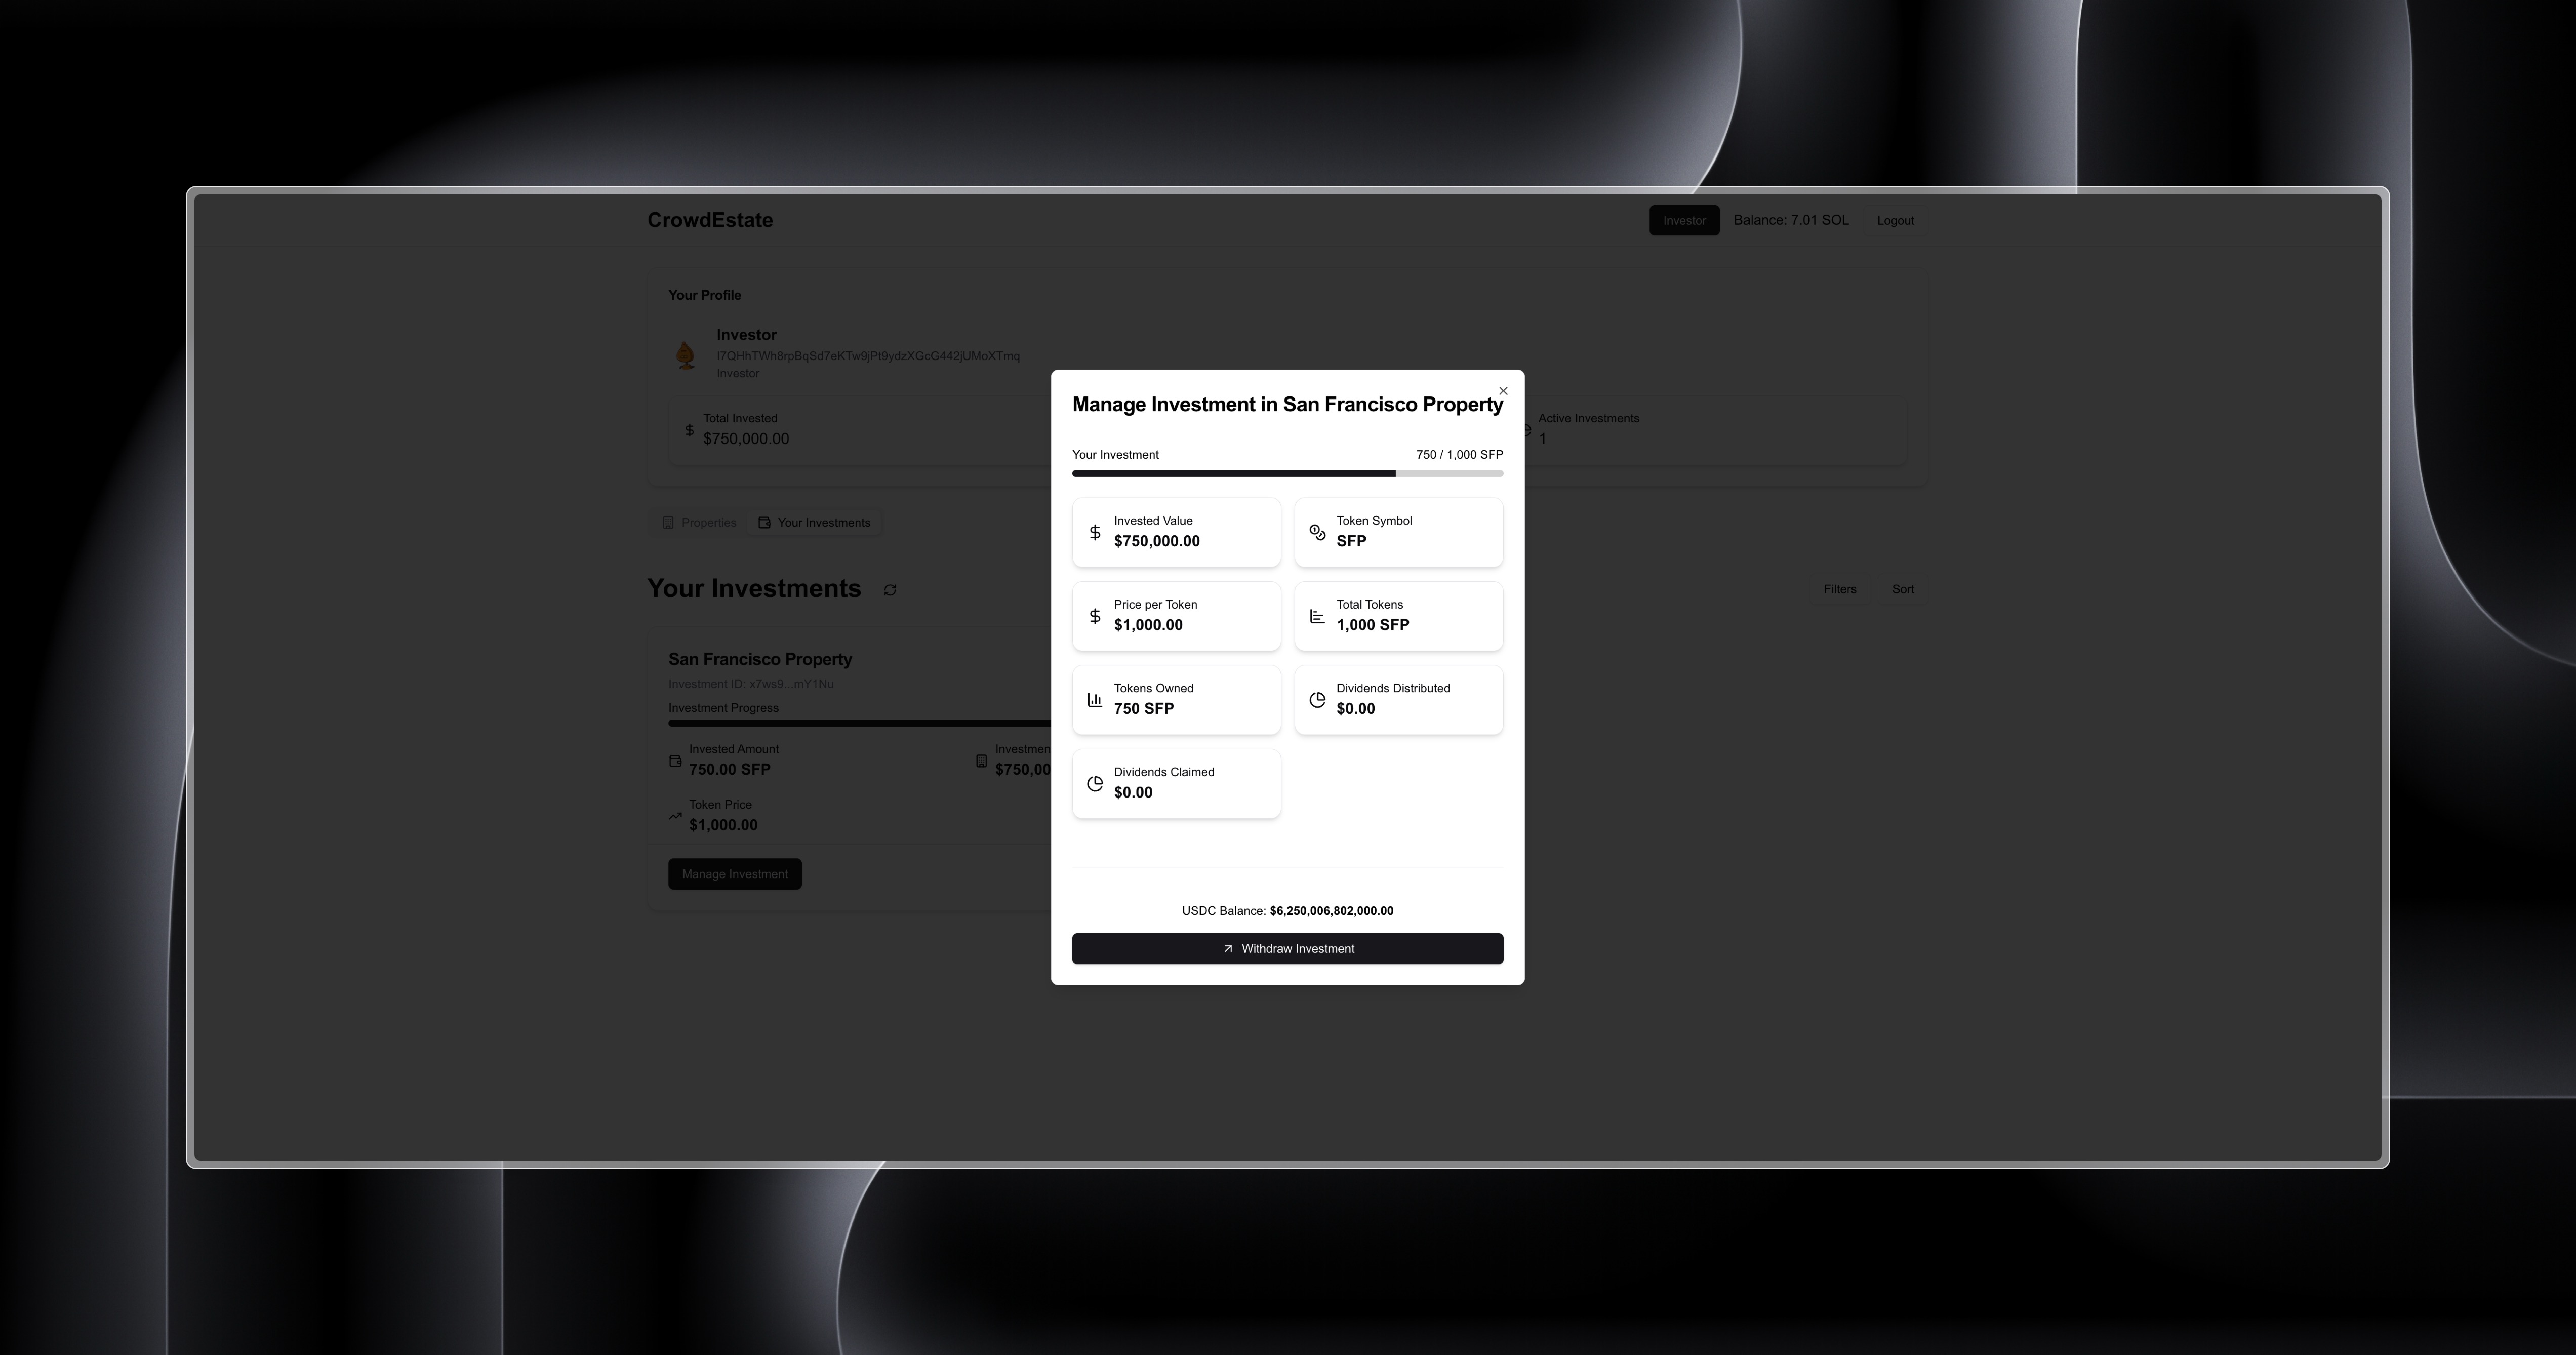 CrowdEstate
Investor
Balance: 7.01 SOL
Logout
Your Profile
Investor
Investor
Total Invested
$750,000.00
Active Investments
1
Properties
Your Investments
Your Investments
Filters
Sort
San Francisco Property
Investment ID: x7ws9...mY1Nu
Investment Progress
Invested Amount
750.00 SFP
Token Price
$1,000.00
Manage Investment
Manage Investment in San Francisco Property
Your Investment
750 / 1,000 SFP
Invested Value
$750,000.00
Token Symbol
SFP
Price per Token
$1,000.00
Total Tokens
1,000 SFP
Tokens Owned
750 SFP
Dividends Distributed
$0.00
Dividends Claimed
$0.00
USDC Balance: $6,250,006,802,000.00
Withdraw Investment